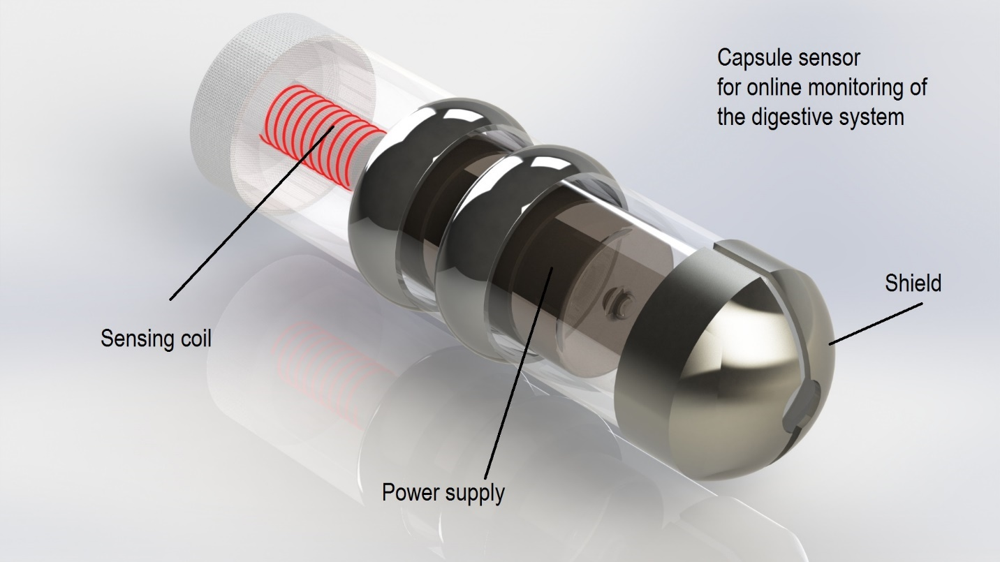 Capsule sensor
for online monitoring of
the digestive system
Shield
Sensing coil
Power supply